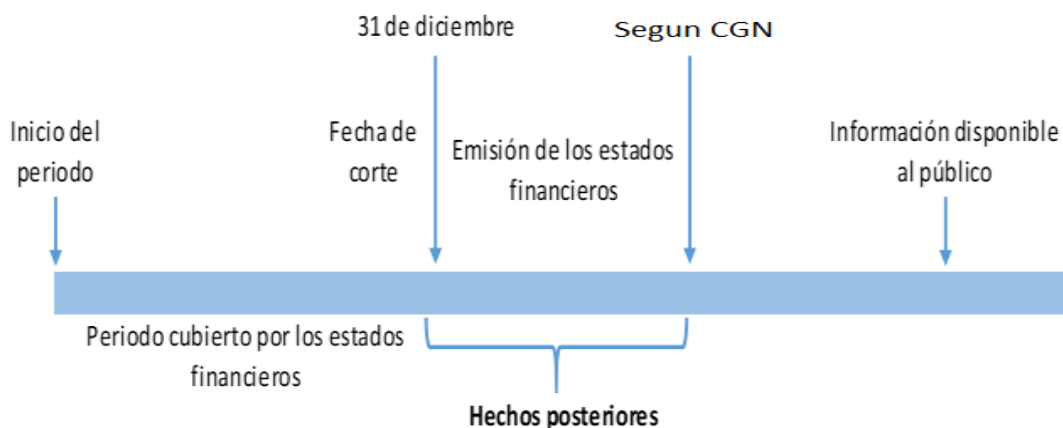 31 de diciembre
Segun CGN
Inicio del
periodo
Fecha de
corte
Emisión de los estados
financieros
Información disponible
al público
Periodo cubierto por los estados
financieros
Hechos posteriores